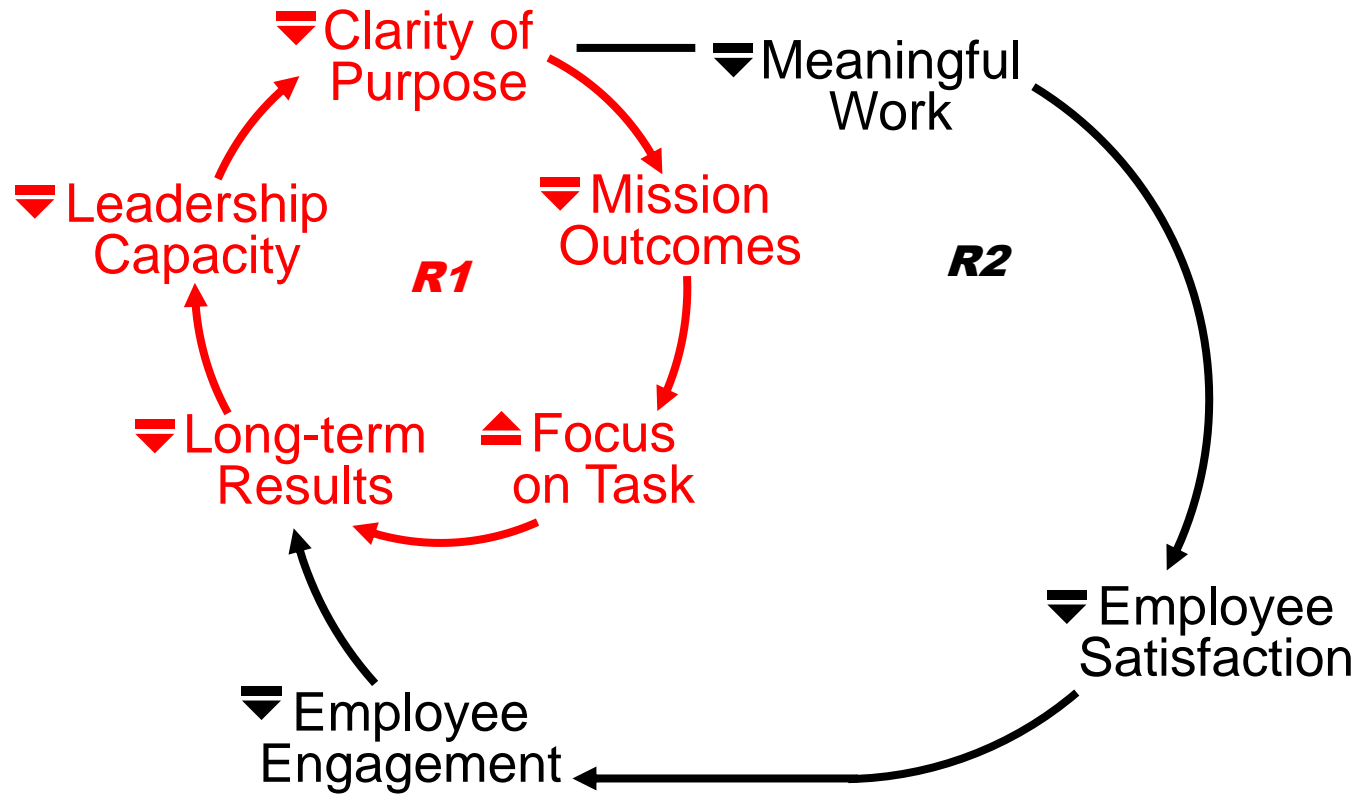 Clarity of
Purpose
Meaningful
Work
Leadership
Capacity
Mission
Outcomes
R1
R2
Long-term
Results
Focus
on Task
Employee
Satisfaction
Employee
Engagement